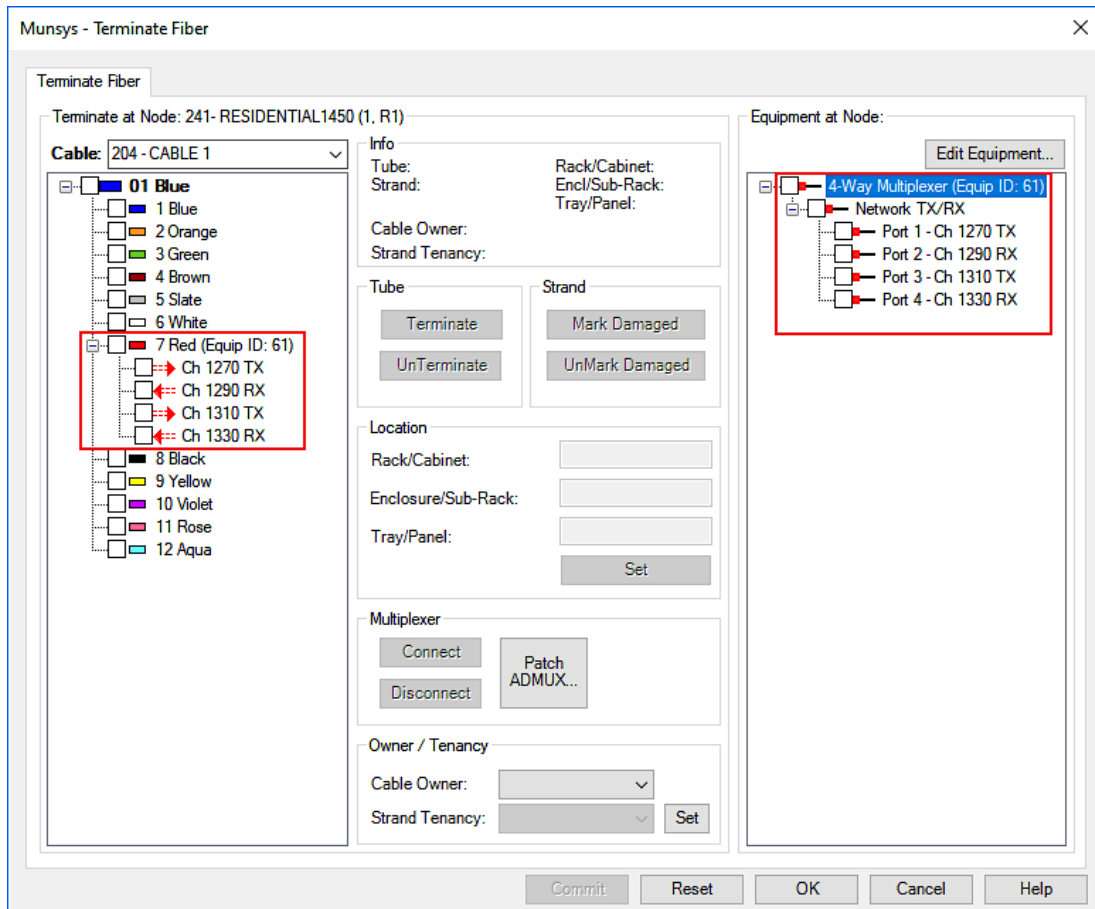 Munsys - Terminate Fiber
Terminate Fiber
Terminate at Node: 241- RESIDENTIAL1450 (1, R1)
Cable: 204 - CABLE 1
01 Blue
1 Blue
2 Orange
3 Green
4 Brown
5 Slate
6 White
7 Red (Equip ID: 61)
Ch 1270 TX
Ch 1290 RX
Ch 1310 TX
Ch 1330 RX
8 Black
9 Yellow
10 Violet
11 Rose
12 Aqua
Info
Tube: Rack/Cabinet:
Strand: Encl/Sub-Rack:
Tray/Panel:
Cable Owner:
Strand Tenancy:
Tube
Terminate
UnTerminate
Strand
Mark Damaged
UnMark Damaged
Location
Rack/Cabinet:
Enclosure/Sub-Rack:
Tray/Panel:
Set
Multiplexer
Connect
Disconnect
Patch
ADMUX...
Owner / Tenancy
Cable Owner:
Strand Tenancy: Set
Equipment at Node:
Edit Equipment...
4-Way Multiplexer (Equip ID: 61)
Network TX/RX
Port 1 - Ch 1270 TX
Port 2 - Ch 1290 RX
Port 3 - Ch 1310 TX
Port 4 - Ch 1330 RX
Commit Reset OK Cancel Help